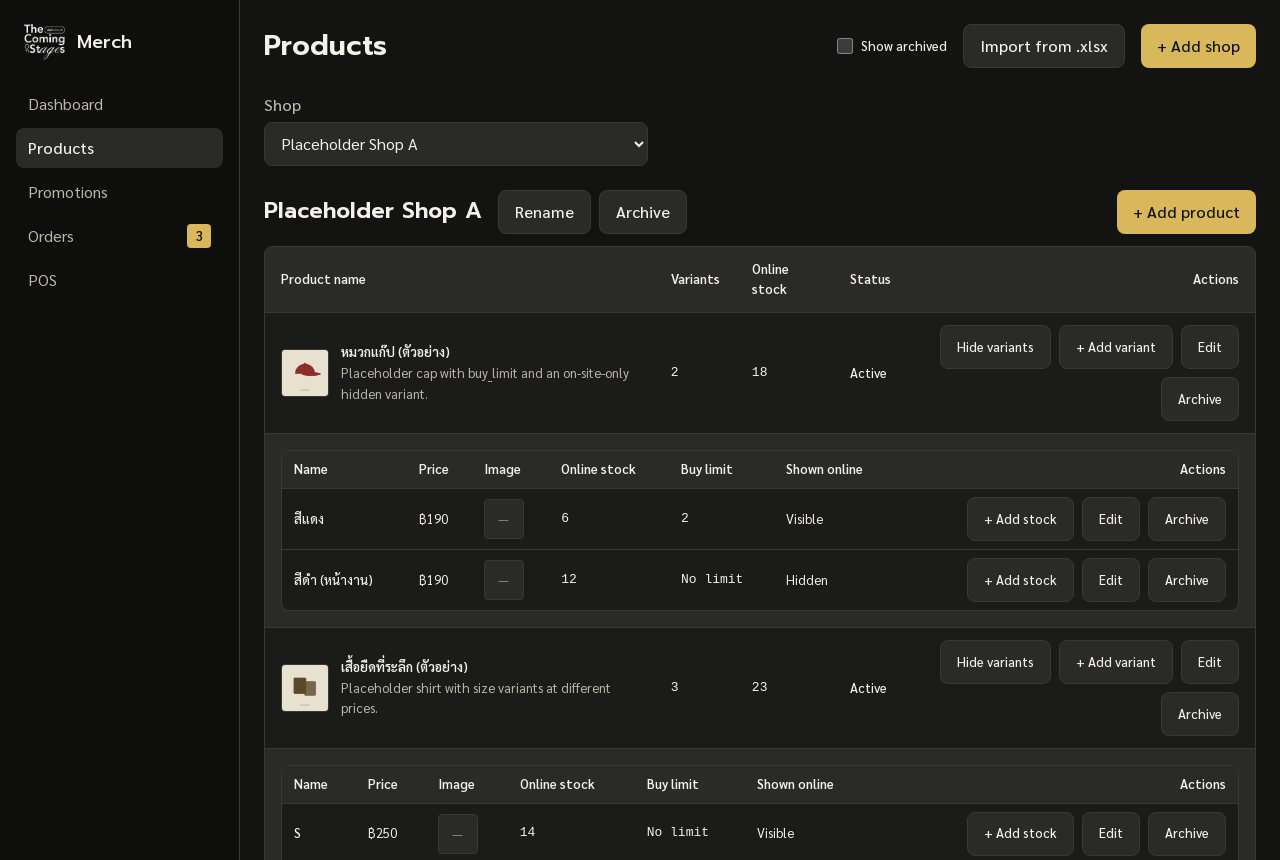 The
Coming
Stages
Merch
Dashboard
Products
Promotions
Orders 3
POS
Products
Show archived
Import from .xlsx
+ Add shop
Shop
Placeholder Shop A
Placeholder Shop A
Rename
Archive
+ Add product
Product name Variants Online stock Status Actions
หมวกแก๊ป (ตัวอย่าง)
Placeholder cap with buy_limit and an on-site-only
hidden variant.
2 18 Active
Hide variants + Add variant Edit
Archive
Name Price Image Online stock Buy limit Shown online Actions
สีแดง ฿190 — 6 2 Visible + Add stock Edit Archive
สีดำ (หน้างาน) ฿190 — 12 No limit Hidden + Add stock Edit Archive
เสื้อยืดที่ระลึก (ตัวอย่าง)
Placeholder shirt with size variants at different
prices.
3 23 Active
Hide variants + Add variant Edit
Archive
Name Price Image Online stock Buy limit Shown online Actions
S ฿250 — 14 No limit Visible + Add stock Edit Archive